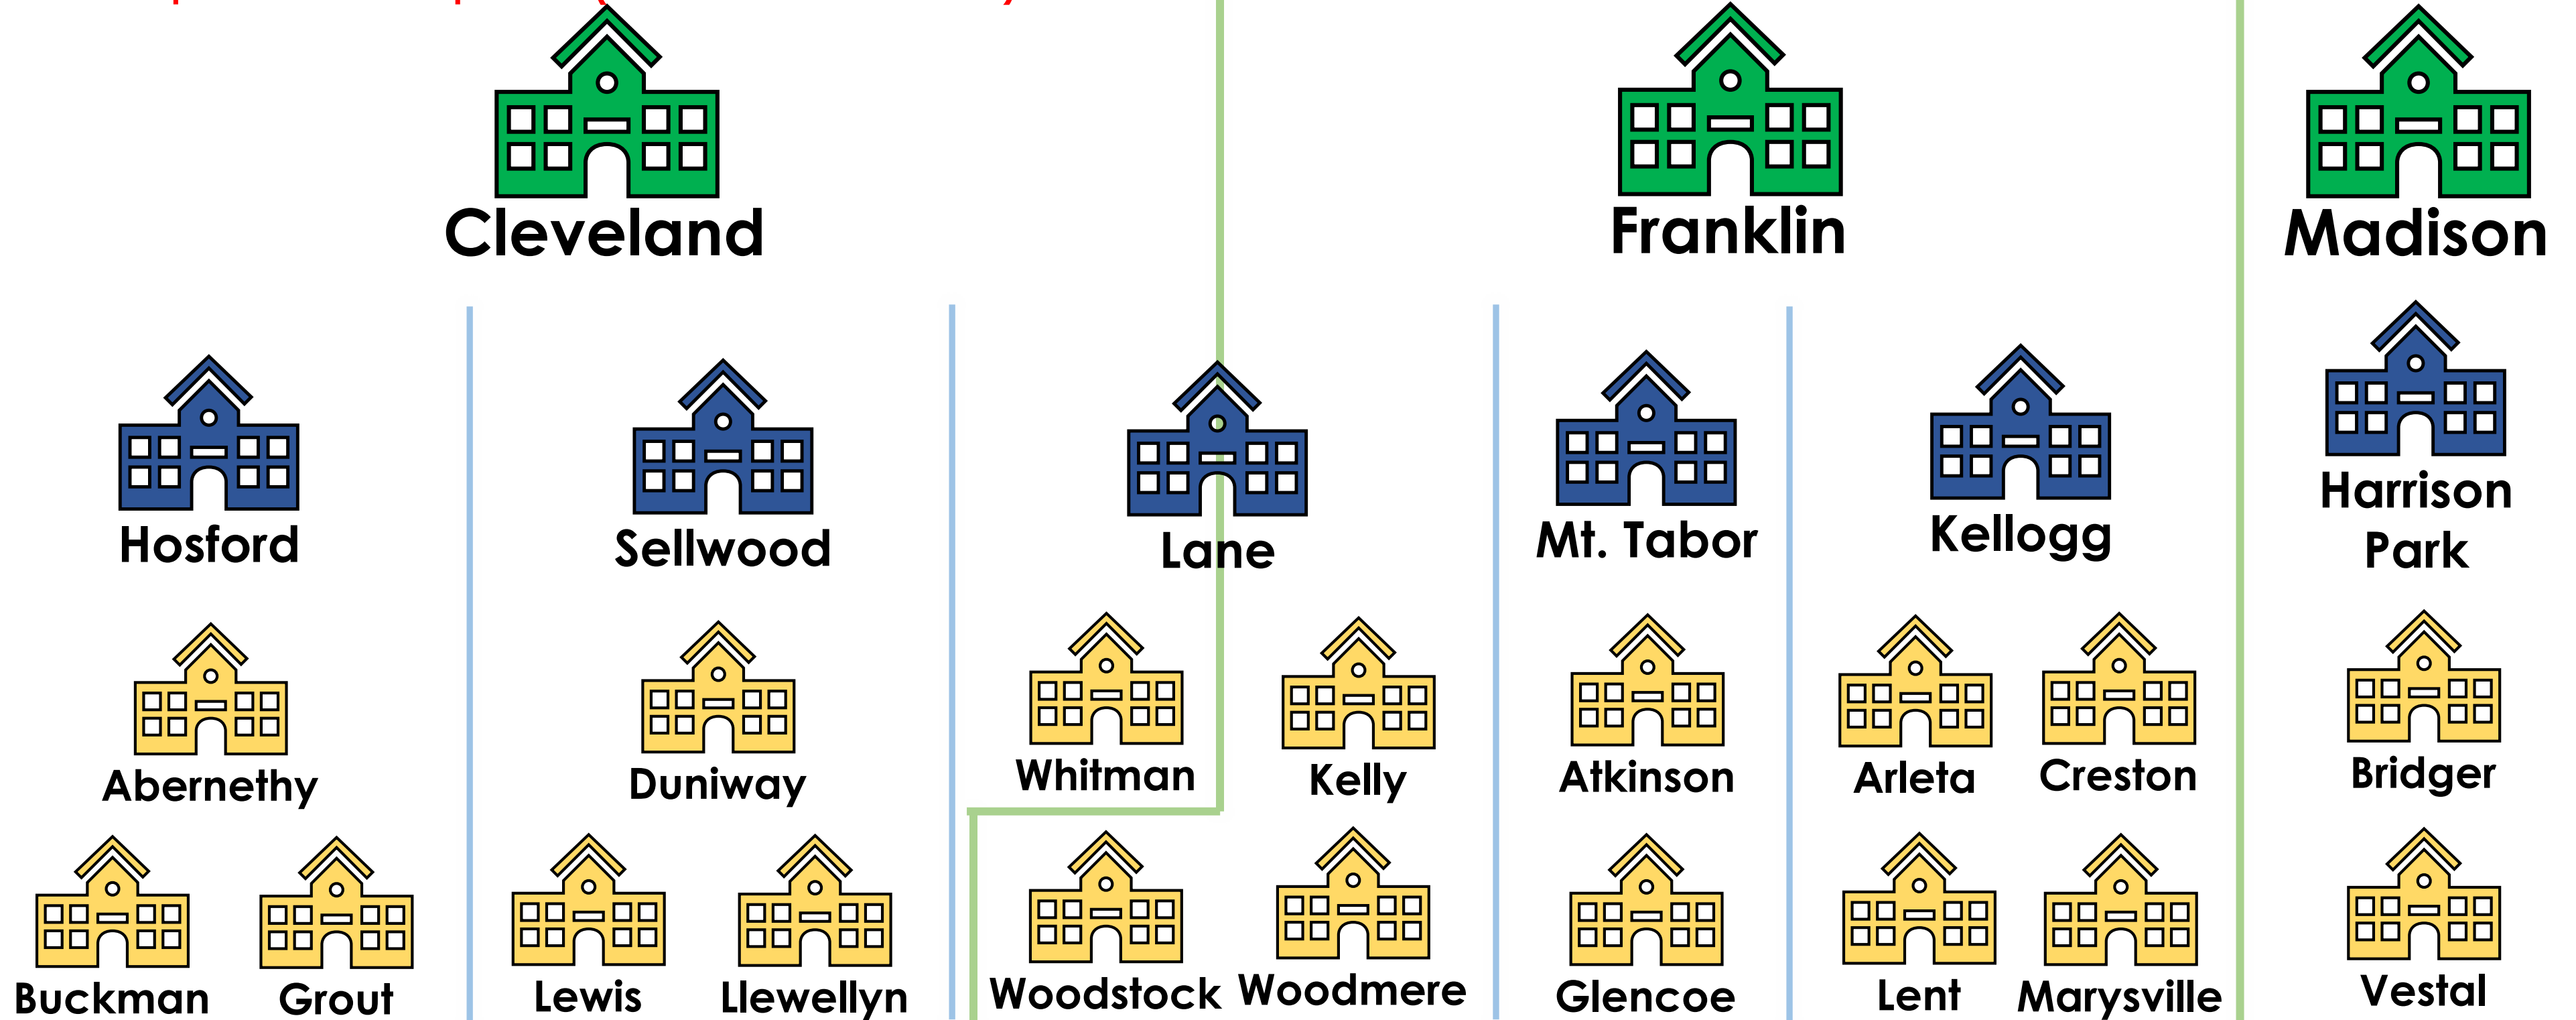 Cleveland
Franklin
Madison
Hosford
Sellwood
Lane
Mt. Tabor
Kellogg
Harrison
Park
Abernethy
Duniway
Whitman
Kelly
Atkinson
Arleta
Creston
Bridger
Buckman
Grout
Lewis
Llewellyn
Woodstock
Woodmere
Glencoe
Lent
Marysville
Vestal